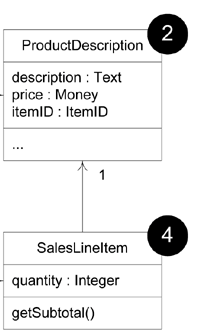 2
ProductDescription
description : Text
price : Money
itemID : ItemID
...
1
4
SalesLineItem
quantity : Integer
getSubtotal()